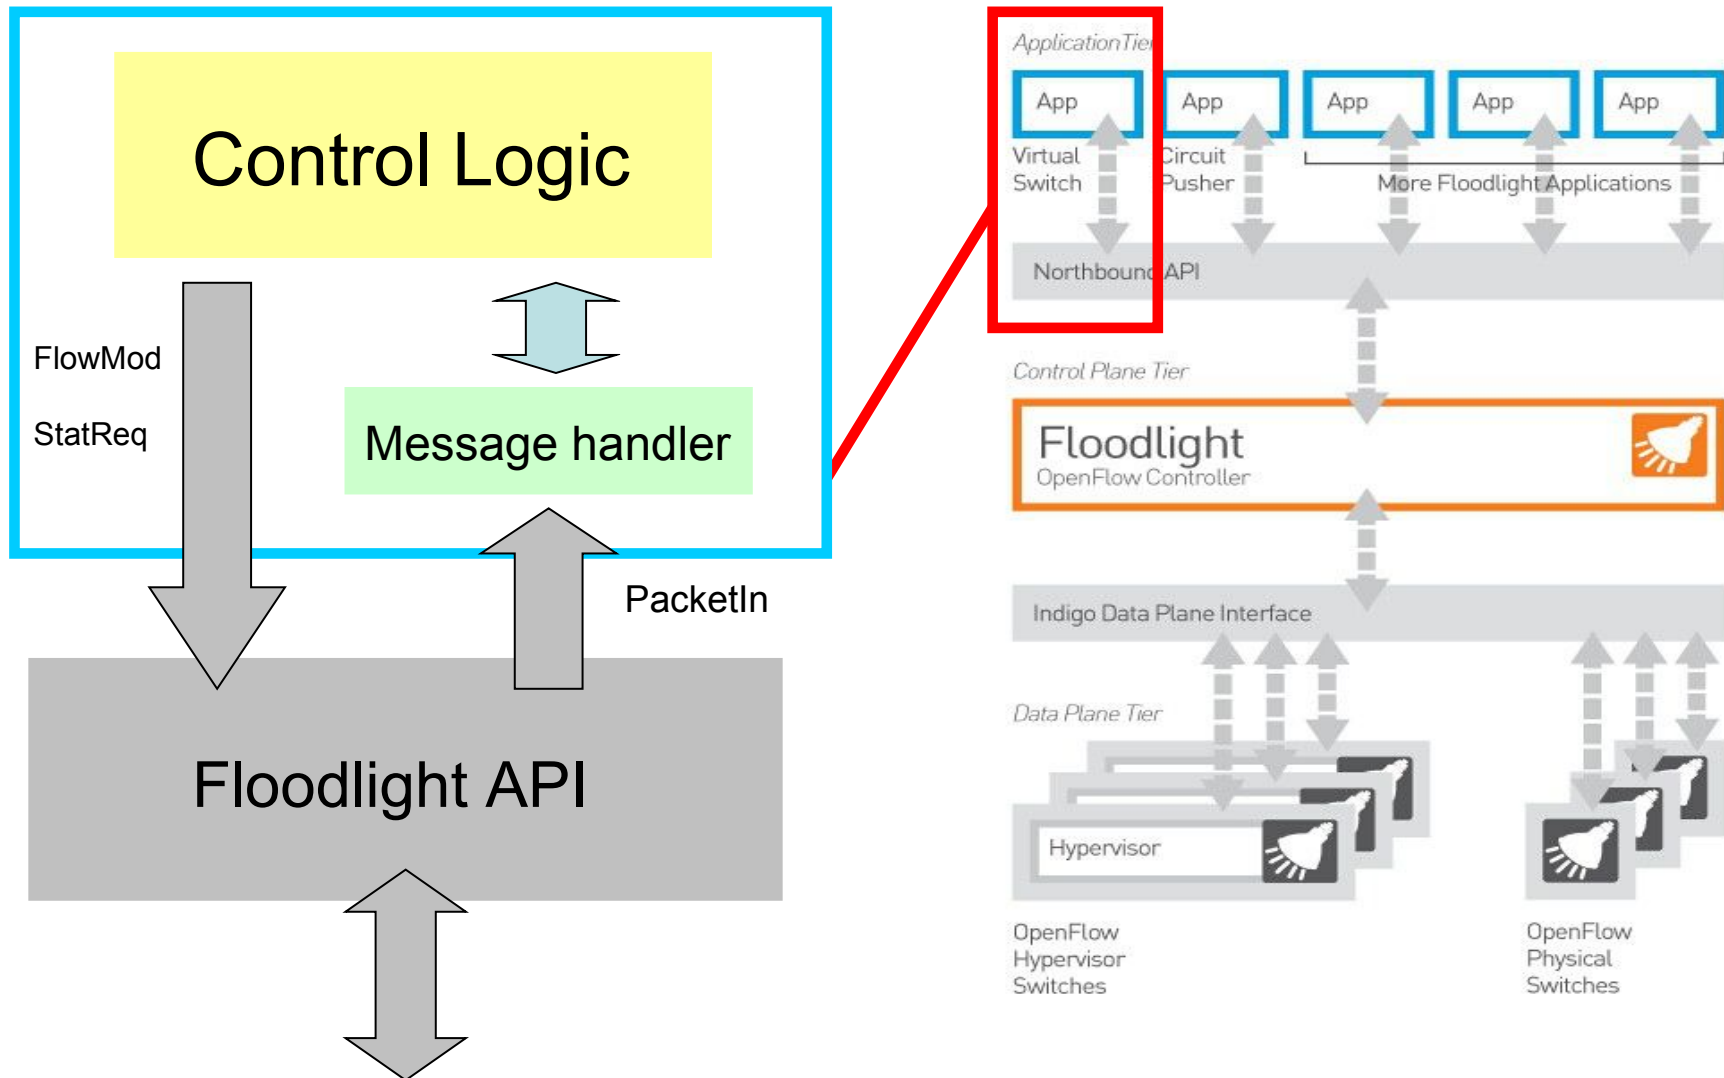 Control Logic
FlowMod
StatReq
Message handler
PacketIn
Floodlight API
Application Tier
App
App
App
App
App
Virtual
Switch
Circuit
Pusher
More Floodlight Applications
Northbound API
Control Plane Tier
Floodlight
OpenFlow Controller
Indigo Data Plane Interface
Data Plane Tier
Hypervisor
OpenFlow
Hypervisor
Switches
OpenFlow
Physical
Switches